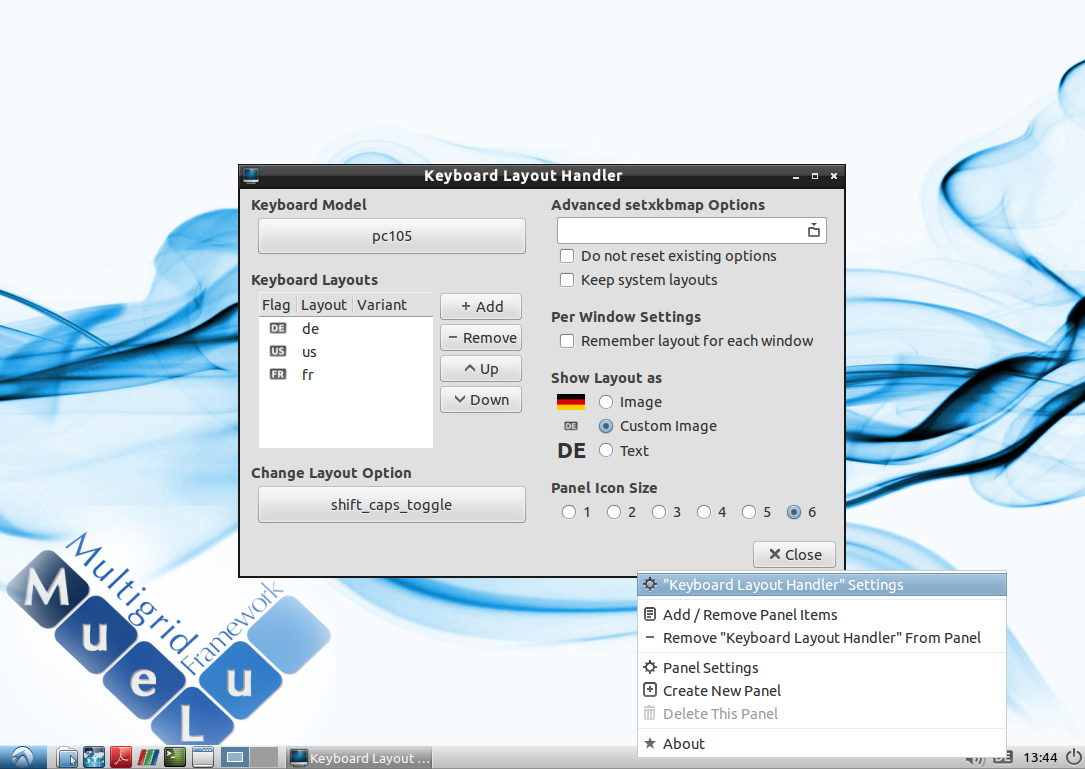 Keyboard Layout Handler
Keyboard Model
pc105
Keyboard Layouts
Flag Layout Variant
DE de
US us
FR fr
Add
Remove
Up
Down
Change Layout Option
shift_caps_toggle
Advanced setxkbmap Options
Do not reset existing options
Keep system layouts
Per Window Settings
Remember layout for each window
Show Layout as
Image
DE Custom Image
DE Text
Panel Icon Size
1 2 3 4 5 6
Close
"Keyboard Layout Handler" Settings
Add / Remove Panel Items
Remove "Keyboard Layout Handler" From Panel
Panel Settings
Create New Panel
Delete This Panel
About
Multigrid
Framework
MueLu
Keyboard Layout ...
DE 13:44